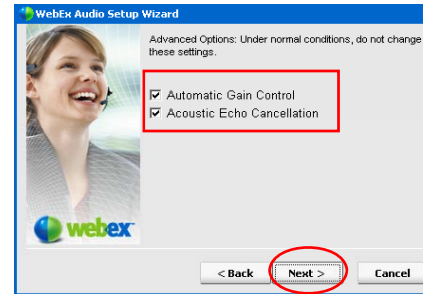 WebEx Audio Setup Wizard
Advanced Options: Under normal conditions, do not change
these settings.
Automatic Gain Control
Acoustic Echo Cancellation
webex
< Back
Next >
Cancel